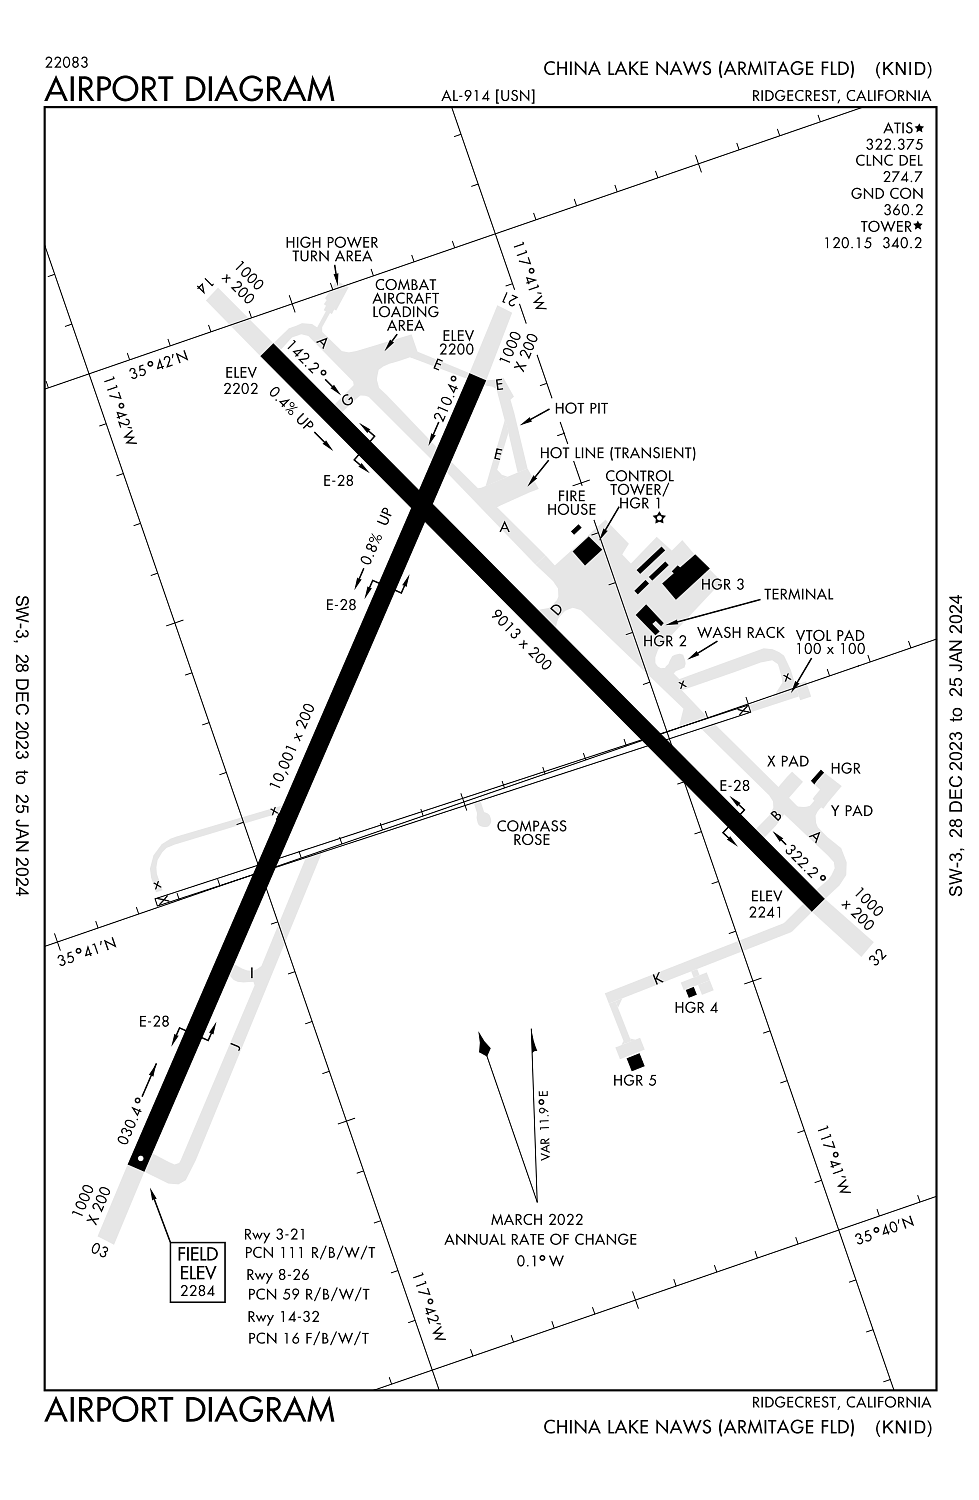 22083
AIRPORT DIAGRAM
AL-914 [USN]
CHINA LAKE NAWS (ARMITAGE FLD) (KNID)
RIDGECREST, CALIFORNIA
ATIS★
322.375
CLNC DEL
274.7
GND CON
360.2
TOWER★
120.15 340.2
HIGH POWER
TURN AREA
COMBAT
AIRCRAFT
LOADING
AREA
117°41'W
14
1000
x 200
21
1000
X 200
35°42'N
117°42'W
ELEV
2202
ELEV
2200
A
142.2°
G
0.4% UP
210.4°
E
E
HOT PIT
E
HOT LINE (TRANSIENT)
E-28
FIRE
HOUSE
CONTROL
TOWER/
HGR 1
A
0.8% UP
E-28
HGR 3
TERMINAL
D
9013 x 200
HGR 2
WASH RACK
VTOL PAD
100 x 100
x
x
10,001 x 200
X PAD
HGR
Y PAD
E-28
B
A
x
COMPASS
ROSE
322.2°
ELEV
2241
1000
x 200
32
x
35°41'N
I
K
HGR 4
E-28
J
HGR 5
030.4°
VAR 11.9°E
117°41'W
1000
X 200
03
FIELD
ELEV
2284
Rwy 3-21
PCN 111 R/B/W/T
Rwy 8-26
PCN 59 R/B/W/T
Rwy 14-32
PCN 16 F/B/W/T
MARCH 2022
ANNUAL RATE OF CHANGE
0.1°W
35°40'N
117°42'W
SW-3, 28 DEC 2023 to 25 JAN 2024
SW-3, 28 DEC 2023 to 25 JAN 2024
AIRPORT DIAGRAM
RIDGECREST, CALIFORNIA
CHINA LAKE NAWS (ARMITAGE FLD) (KNID)